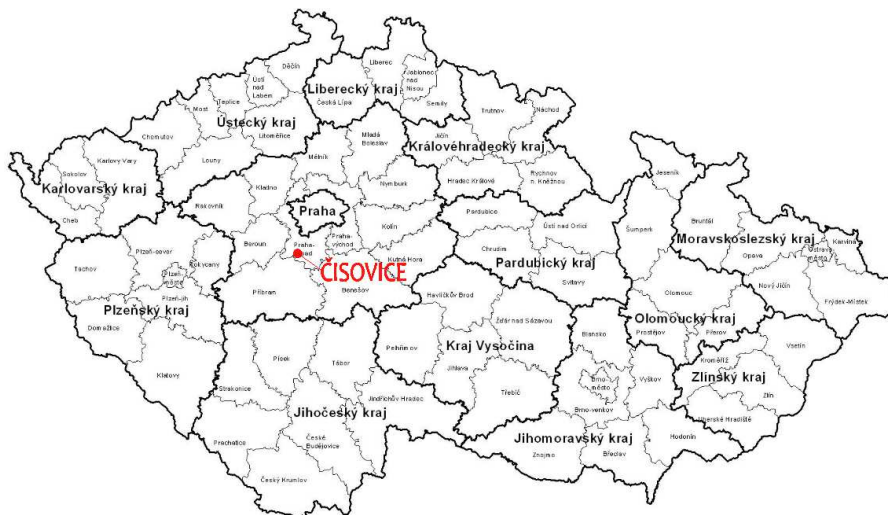 Děčín
Liberec
Ústí
nad
Labem
Jablonec
nad
Nisou
Liberecký kraj
Teplice
Česká Lípa
Semily
Trutnov
Náchod
Most
Ústecký kraj
Chomutov
Litoměřice
Mladá
Boleslav
Jičín
Královéhradecký kraj
Louny
Mělník
Karlovy Vary
Sokolov
Karlovarský kraj
Kladno
Nymburk
Hradec Králové
Rychnov
n. Kněžnou
Jeseník
Rakovník
Praha
Cheb
Kolín
Pardubice
Ústí nad Orlicí
Šumperk
Bruntál
Moravskoslezský kraj
Karviná
Ostrava
město
Beroun
Praha-
východ
Chrudim
Opava
Plzeň-sever
Rokycany
Kutná Hora
Pardubický kraj
Tachov
ČISOVICE
Plzeň
město
Svitavy
Nový Jičín
Příbram
Benešov
Havlíčkův Brod
Olomouc
Frýdek-Místek
Plzeň-jih
Plzeňský kraj
Žďár nad Sázavou
Olomoucký kraj
Domažlice
Prostějov
Přerov
Blansko
Pelhřimov
Kraj Vysočina
Vsetín
Kroměříž
Písek
Tábor
Klatovy
Jihlava
Zlínský kraj
Strakonice
Třebíč
Brno-
město
Vyškov
Zlín
Jindřichův Hradec
Jihočeský kraj
Brno-venkov
Uherské Hradiště
Prachatice
České
Budějovice
Jihomoravský kraj
Hodonín
Znojmo
Břeclav
Český Krumlov